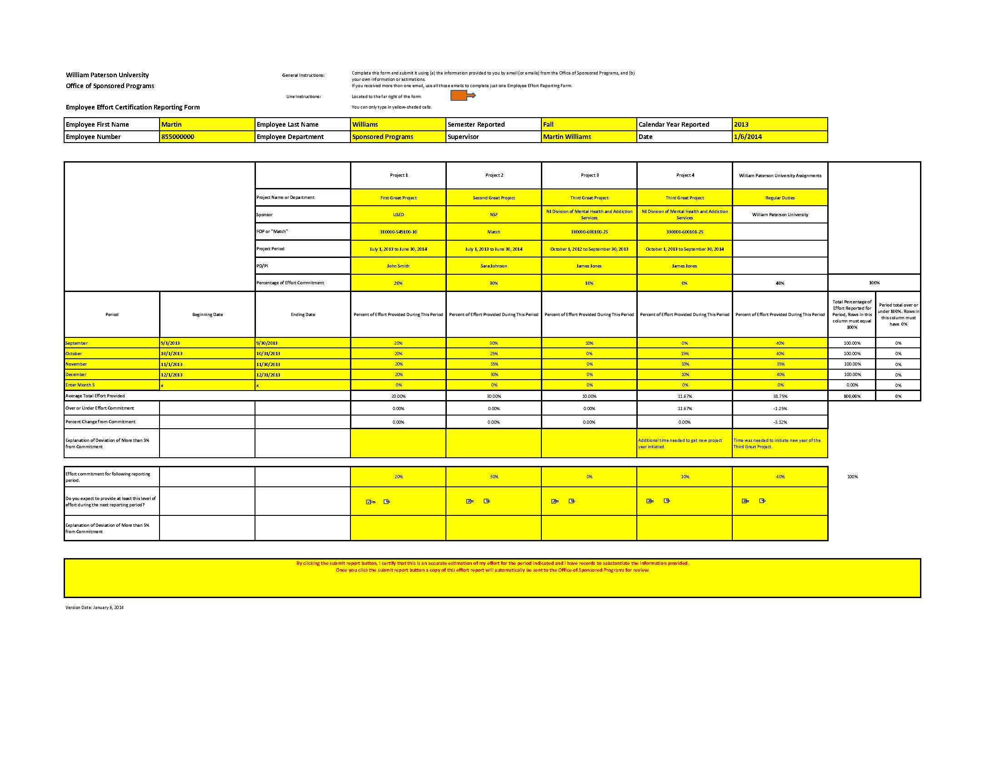 William Paterson University
Office of Sponsored Programs
General Instructions:
Complete this form and submit it using (a) the information provided to you by email (or emails) from the Office of Sponsored Programs, and (b)
your own information or estimations.
If you received more than one email, use all those emails to complete just one Employee Effort Reporting Form.
Line Instructions:
Located to the far right of the form.
Employee Effort Certification Reporting Form
You can only type in yellow-shaded cells.
Employee First Name Martin Employee Last Name Williams Semester Reported Fall Calendar Year Reported 2013
Employee Number 855000000 Employee Department Sponsored Programs Supervisor Martin Williams Date 1/6/2014
Project 1 Project 2 Project 3 Project 4 William Paterson University Assignments
Project Name or Department First Great Project Second Great Project Third Great Project Third Great Project Regular Duties
Sponsor USED NSF NJ Division of Mental Health and Addiction Services NJ Division of Mental Health and Addiction Services William Paterson University
FOP or "Match" 310000-549100-10 Match 330000-600100-25 330000-600101-25
Project Period July 1, 2013 to June 30, 2014 July 1, 2013 to June 30, 2014 October 1, 2012 to September 30, 2013 October 1, 2013 to September 30, 2014
PD/PI John Smith Sara Johnson James Jones James Jones
Percentage of Effort Commitment 20% 30% 10% 0% 40% 100%
Period Beginning Date Ending Date Percent of Effort Provided During This Period Percent of Effort Provided During This Period Percent of Effort Provided During This Period Percent of Effort Provided During This Period Percent of Effort Provided During This Period Total Percentage of Effort Reported for Period, Rows in this column must equal 100% Period total over or under 100%. Rows in this column must have 0%
September 9/1/2013 9/30/2013 20% 30% 10% 0% 40% 100.00% 0%
October 10/1/2013 10/31/2013 20% 25% 0% 15% 40% 100.00% 0%
November 11/1/2013 11/30/2013 20% 35% 0% 10% 35% 100.00% 0%
December 12/1/2013 12/31/2013 20% 30% 0% 10% 40% 100.00% 0%
Enter Month 5 x x 0% 0% 0% 0% 0% 0.00% 0%
Average Total Effort Provided 20.00% 30.00% 10.00% 11.67% 38.75% 100.00% 0%
Over or Under Effort Commitment 0.00% 0.00% 0.00% 11.67% -1.25%
Percent Change from Commitment 0.00% 0.00% 0.00% 0.00% -3.12%
Explanation of Deviation of More than 5% from Commitment Additional time needed to get new project year initiated. Time was needed to initiate new year of the Third Great Project.
Effort commitment for following reporting period. 20% 30% 0% 10% 40% 100%
Do you expect to provide at least this level of effort during the next reporting period?
Explanation of Deviation of More than 5% from Commitment
By clicking the submit report button, I certify that this is an accurate estimation of my effort for the period indicated and I have records to substantiate the information provided.
Once you click the submit report button a copy of this effort report will automatically be sent to the Office of Sponsored Programs for review.
Version Date: January 6, 2014